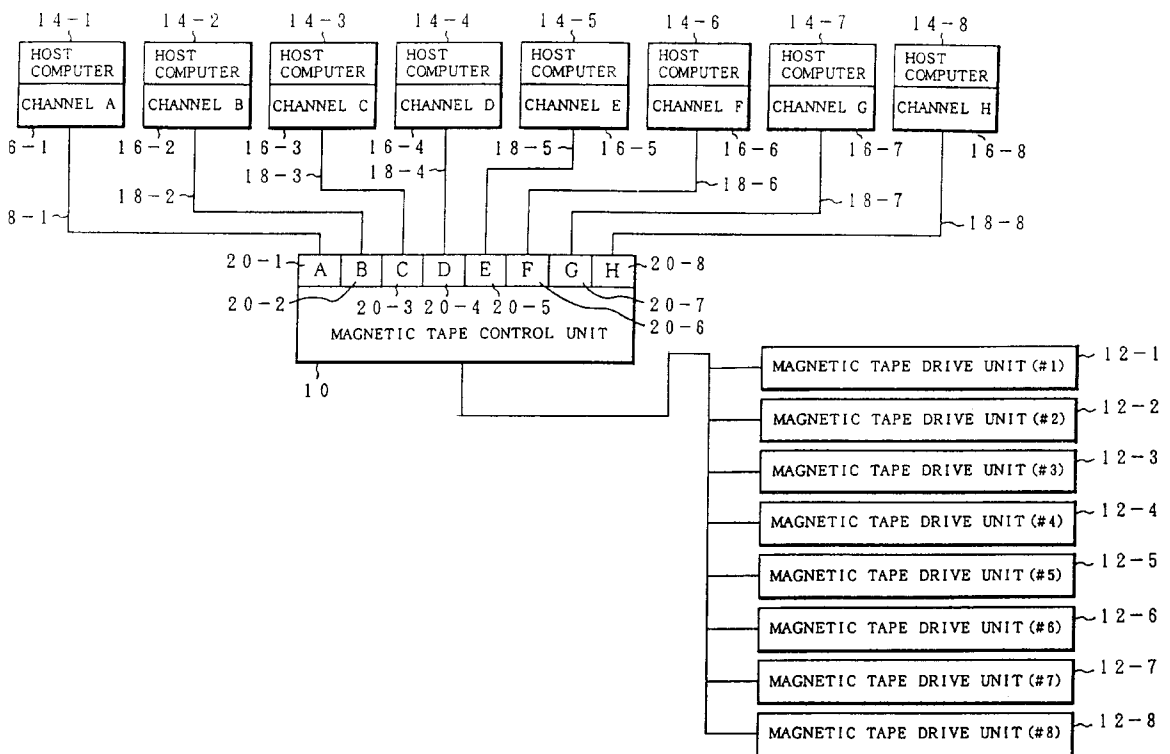 14-1 14-2 14-3 14-4 14-5 14-6 14-7 14-8
HOST COMPUTER HOST COMPUTER HOST COMPUTER HOST COMPUTER HOST COMPUTER HOST COMPUTER HOST COMPUTER HOST COMPUTER
CHANNEL A CHANNEL B CHANNEL C CHANNEL D CHANNEL E CHANNEL F CHANNEL G CHANNEL H
6-1 16-2 16-3 16-4 18-5 16-5 16-6 16-7 16-8
18-3 18-4
18-2 18-6 18-7
8-1 18-8
20-1 A B C D E F G H 20-8
20-2 20-3 20-4 20-5 20-7
20-6
MAGNETIC TAPE CONTROL UNIT
10
MAGNETIC TAPE DRIVE UNIT (#1) 12-1
MAGNETIC TAPE DRIVE UNIT (#2) 12-2
MAGNETIC TAPE DRIVE UNIT (#3) 12-3
MAGNETIC TAPE DRIVE UNIT (#4) 12-4
MAGNETIC TAPE DRIVE UNIT (#5) 12-5
MAGNETIC TAPE DRIVE UNIT (#6) 12-6
MAGNETIC TAPE DRIVE UNIT (#7) 12-7
MAGNETIC TAPE DRIVE UNIT (#8) 12-8